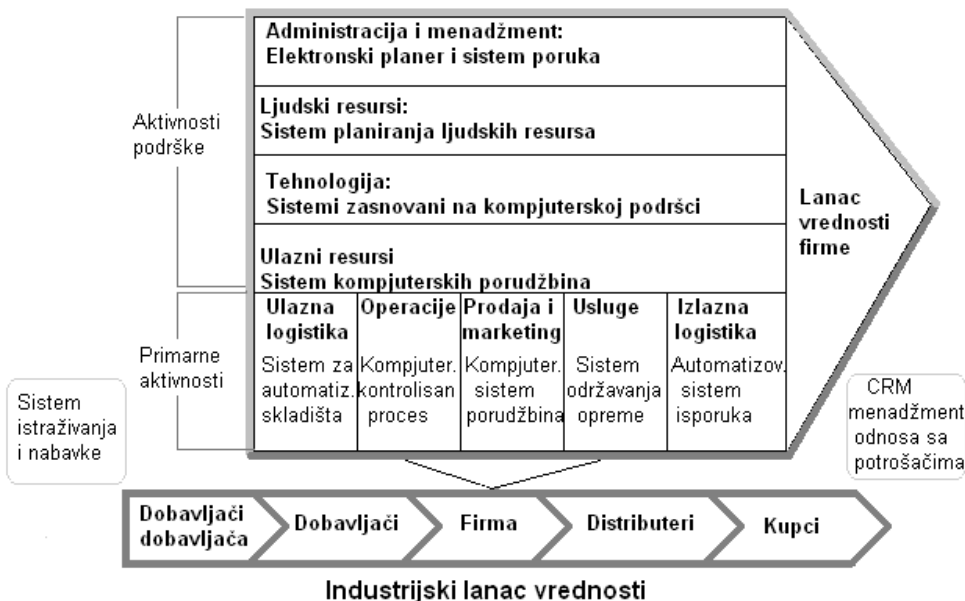 Administracija i menadžment:
Elektronski planer i sistem poruka
Ljudski resursi:
Sistem planiranja ljudskih resursa
Tehnologija:
Sistemi zasnovani na kompjuterskoj podršci
Ulazni resursi
Sistem kompjuterskih porudžbina
Aktivnosti
podrške
Lanac
vrednosti
firme
Primarne
aktivnosti
Ulazna
logistika
Sistem za
automatiz.
skladišta
Operacije
Kompjuter.
kontrolisan
proces
Prodaja i
marketing
Kompjuter.
sistem
porudžbina
Usluge
Sistem
održavanja
opreme
Izlazna
logistika
Automatizov.
sistem
isporuka
Sistem
istraživanja
i nabavke
CRM
menadžment
odnosa sa
potrošačima
Dobavljači
dobavljača
Dobavljači
Firma
Distributeri
Kupci
Industrijski lanac vrednosti